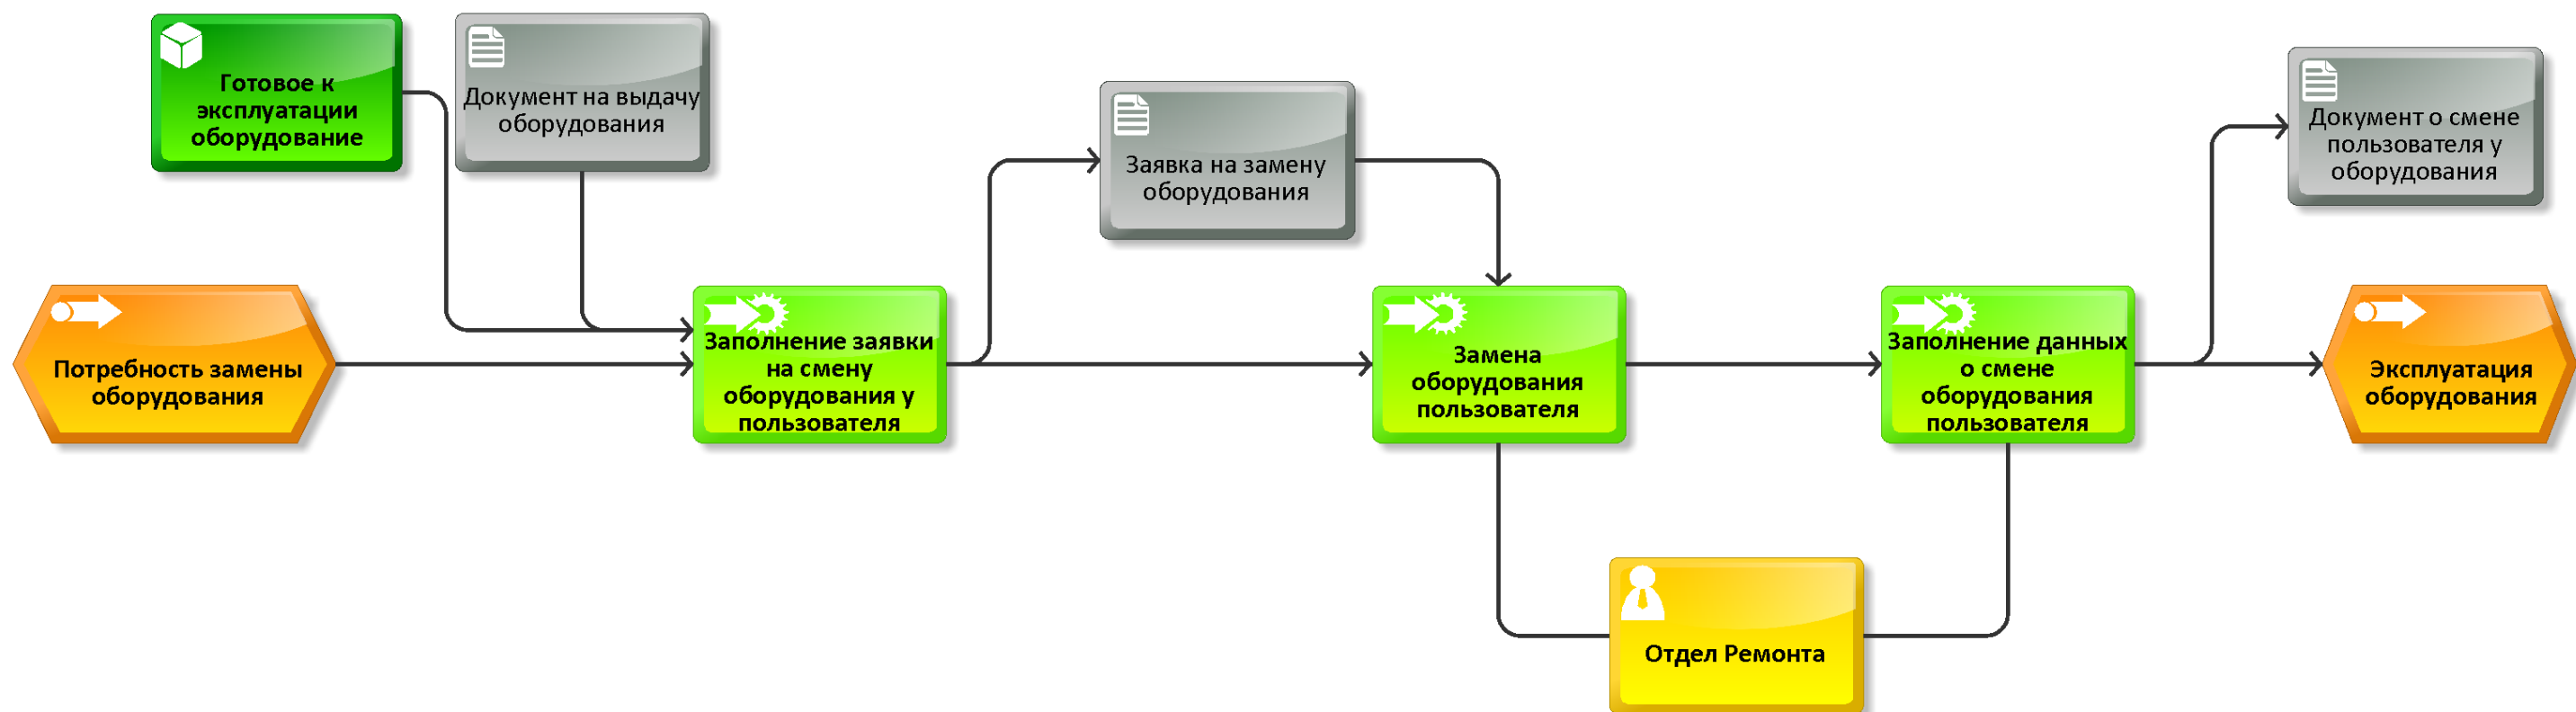 Готовое к
эксплуатации
оборудование
Документ на выдачу
оборудования
Заявка на замену
оборудования
Документ о смене
пользователя у
оборудования
Потребность замены
оборудования
Заполнение заявки
на смену
оборудования у
пользователя
Замена
оборудования
пользователя
Заполнение данных
о смене
оборудования
пользователя
Эксплуатация
оборудования
Отдел Ремонта